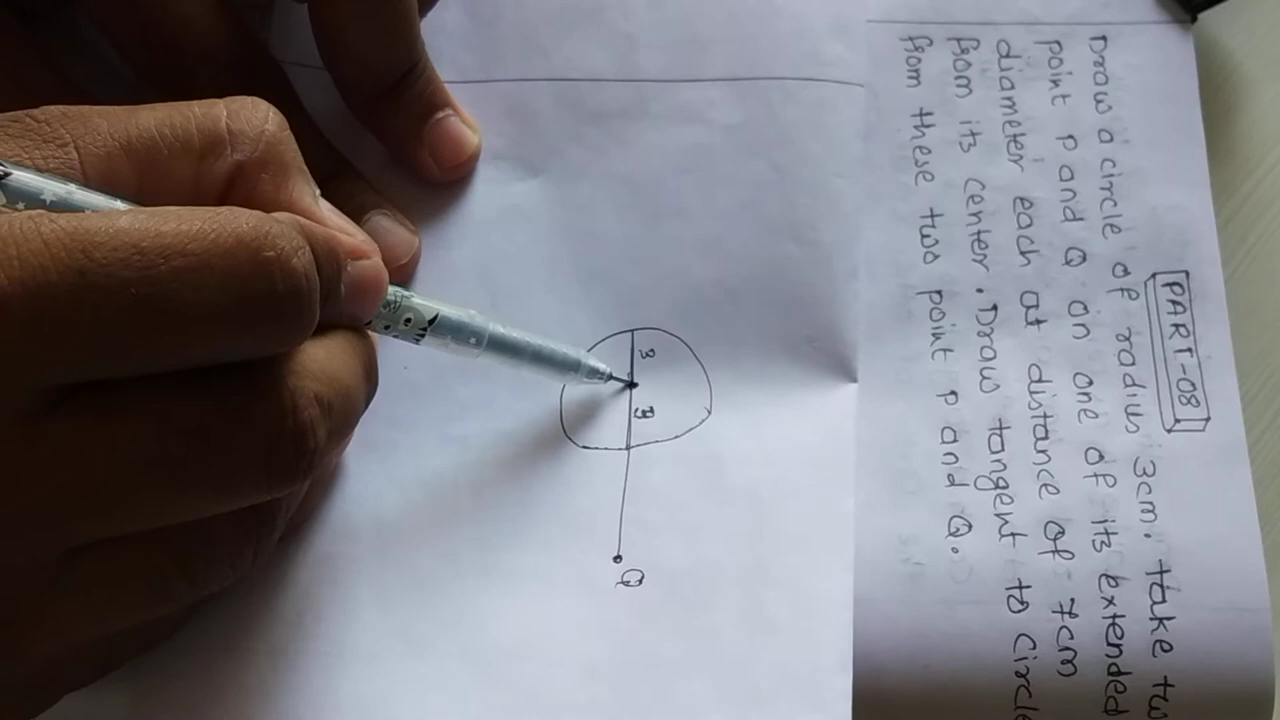 PART-08
Draw a circle of radius 3cm. take tw
point p and Q on one of its extended
diameter each at distance of 7cm
from its center. Draw tangent to circle
from these two point p and Q.
3
3
Q